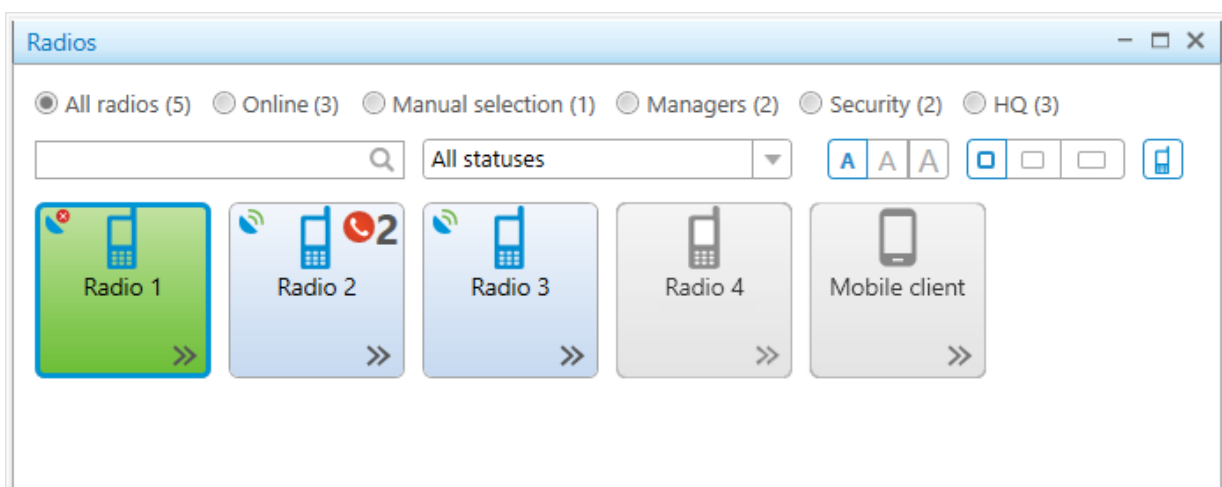 Radios
All radios (5) Online (3) Manual selection (1) Managers (2) Security (2) HQ (3)
All statuses A A A
2
Radio 1 Radio 2 Radio 3 Radio 4 Mobile client